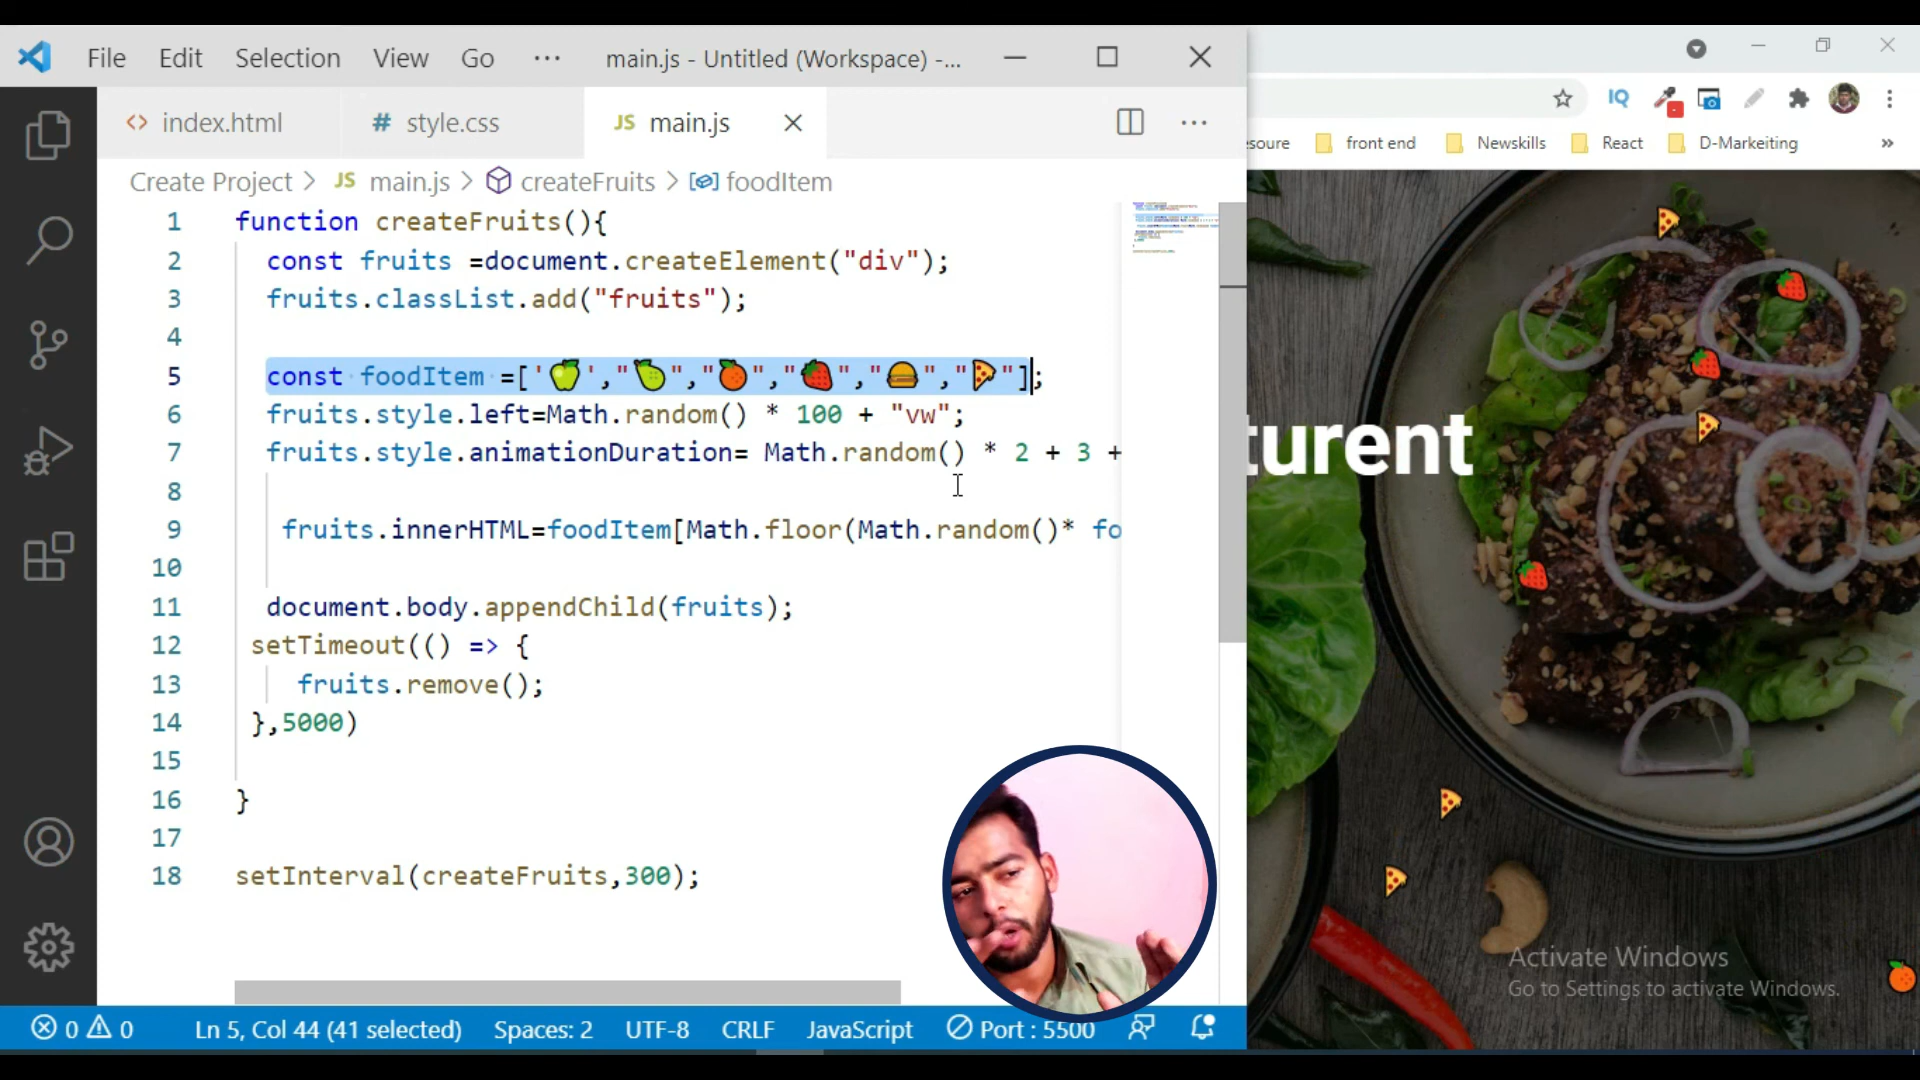 File Edit Selection View Go ··· main.js - Untitled (Workspace) -...
index.html
# style.css
JS main.js
Create Project > JS main.js > createFruits > foodItem
1 function createFruits(){
2 const fruits =document.createElement("div");
3 fruits.classList.add("fruits");
4
5 const foodItem =['🍏',"🍐","🍊","🍓","🍔","🍕"];
6 fruits.style.left=Math.random() * 100 + "vw";
7 fruits.style.animationDuration= Math.random() * 2 + 3 +
8
9 fruits.innerHTML=foodItem[Math.floor(Math.random()* fo
10
11 document.body.appendChild(fruits);
12 setTimeout(() => {
13 fruits.remove();
14 },5000)
15
16 }
17
18 setInterval(createFruits,300);
0 0 Ln 5, Col 44 (41 selected) Spaces: 2 UTF-8 CRLF JavaScript Port : 5500
IQ
esoure front end Newskills React D-Markeiting »
turent
Activate Windows
Go to Settings to activate Windows.